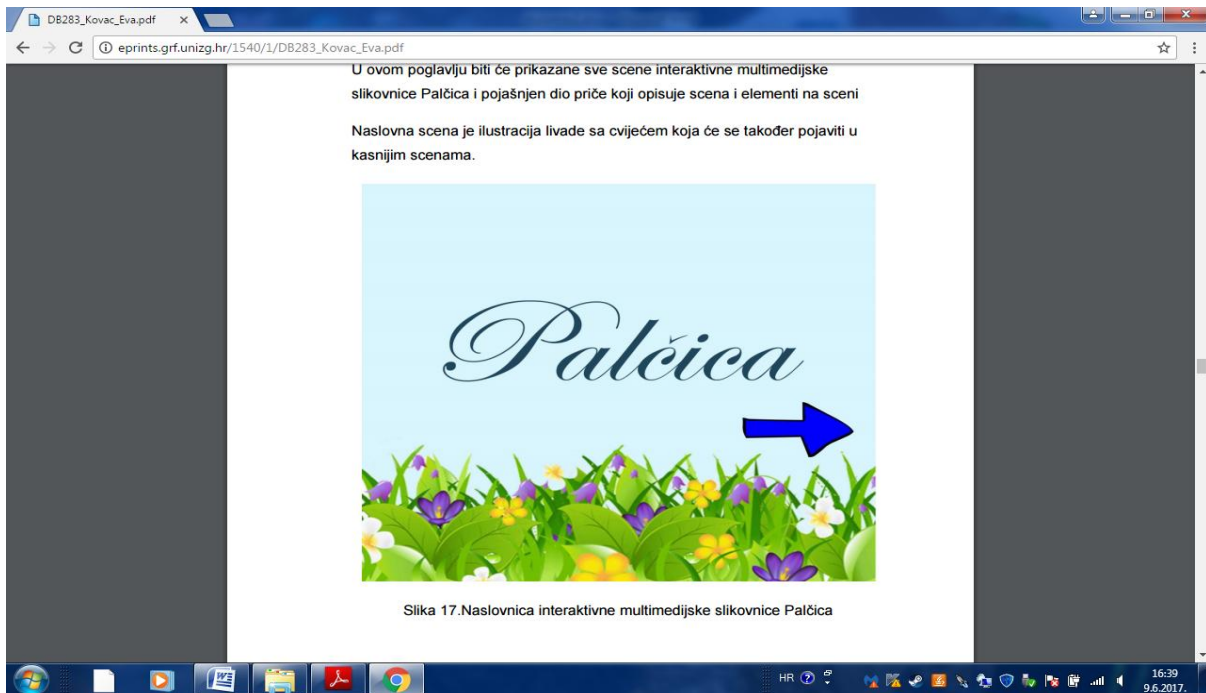 DB283_Kovac_Eva.pdf
eprints.grf.unizg.hr/1540/1/DB283_Kovac_Eva.pdf
U ovom poglavlju biti će prikazane sve scene interaktivne multimedijske
slikovnice Palčica i pojašnjen dio priče koji opisuje scena i elementi na sceni
Naslovna scena je ilustracija livade sa cvijećem koja će se također pojaviti u
kasnijim scenama.
Palčica
Slika 17.Naslovnica interaktivne multimedijske slikovnice Palčica
HR
16:39
9.6.2017.